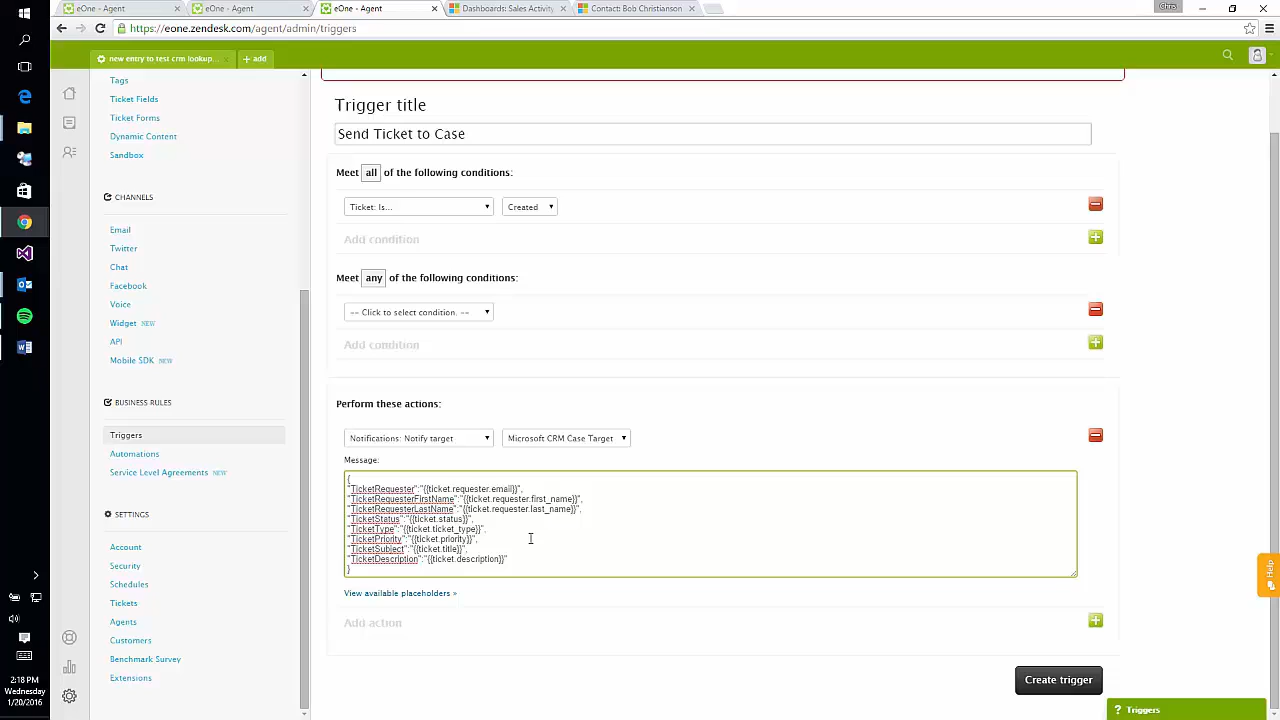 eOne - Agent
eOne - Agent
eOne - Agent
Dashboards: Sales Activity
Contact: Bob Christianson
Chris
https://eone.zendesk.com/agent/admin/triggers
new entry to test crm lookup...
+ add
Tags
Ticket Fields
Ticket Forms
Dynamic Content
Sandbox
CHANNELS
Email
Twitter
Chat
Facebook
Voice
Widget NEW
API
Mobile SDK NEW
BUSINESS RULES
Triggers
Automations
Service Level Agreements NEW
SETTINGS
Account
Security
Schedules
Tickets
Agents
Customers
Benchmark Survey
Extensions
Trigger title
Send Ticket to Case
Meet all of the following conditions:
Ticket: Is... Created
Add condition
Meet any of the following conditions:
-- Click to select condition. --
Add condition
Perform these actions:
Notifications: Notify target Microsoft CRM Case Target
Message:
{
"TicketRequester":"{{ticket.requester.email}}",
"TicketRequesterFirstName":"{{ticket.requester.first_name}}",
"TicketRequesterLastName":"{{ticket.requester.last_name}}",
"TicketStatus":"{{ticket.status}}",
"TicketType":"{{ticket.ticket_type}}",
"TicketPriority":"{{ticket.priority}}",
"TicketSubject":"{{ticket.title}}",
"TicketDescription":"{{ticket.description}}"
}
View available placeholders »
Add action
Create trigger
Help
? Triggers
2:18 PM
Wednesday
1/20/2016